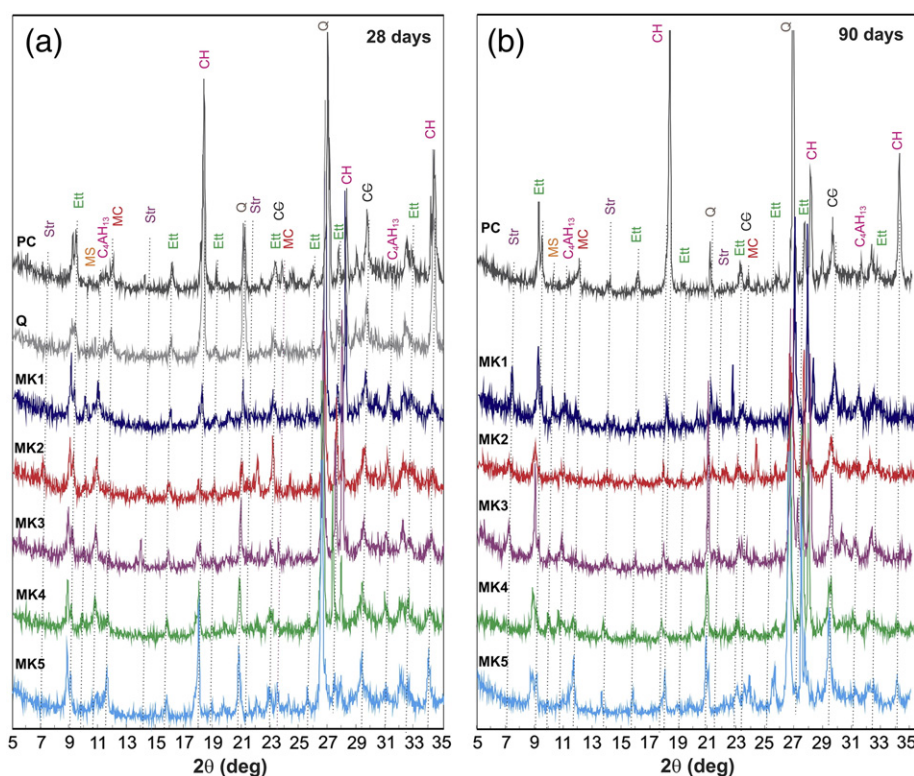 (a)
28 days
Q
CH
CH
CH
Str
Ett
MS
C₄AH₁₃
MC
Str
Ett
Ett
Q
Str
Ett
CC
MC
Ett
Ett
CC
C₄AH₁₃
Ett
PC
Q
MK1
MK2
MK3
MK4
MK5
5 7 9 11 13 15 17 19 21 23 25 27 29 31 33 35
2θ (deg)
(b)
90 days
Q
CH
CH
CH
Str
Ett
MS
C₄AH₁₃
MC
Str
Ett
Ett
Q
Str
Ett
CC
MC
Ett
Ett
CC
C₄AH₁₃
Ett
PC
MK1
MK2
MK3
MK4
MK5
5 7 9 11 13 15 17 19 21 23 25 27 29 31 33 35
2θ (deg)